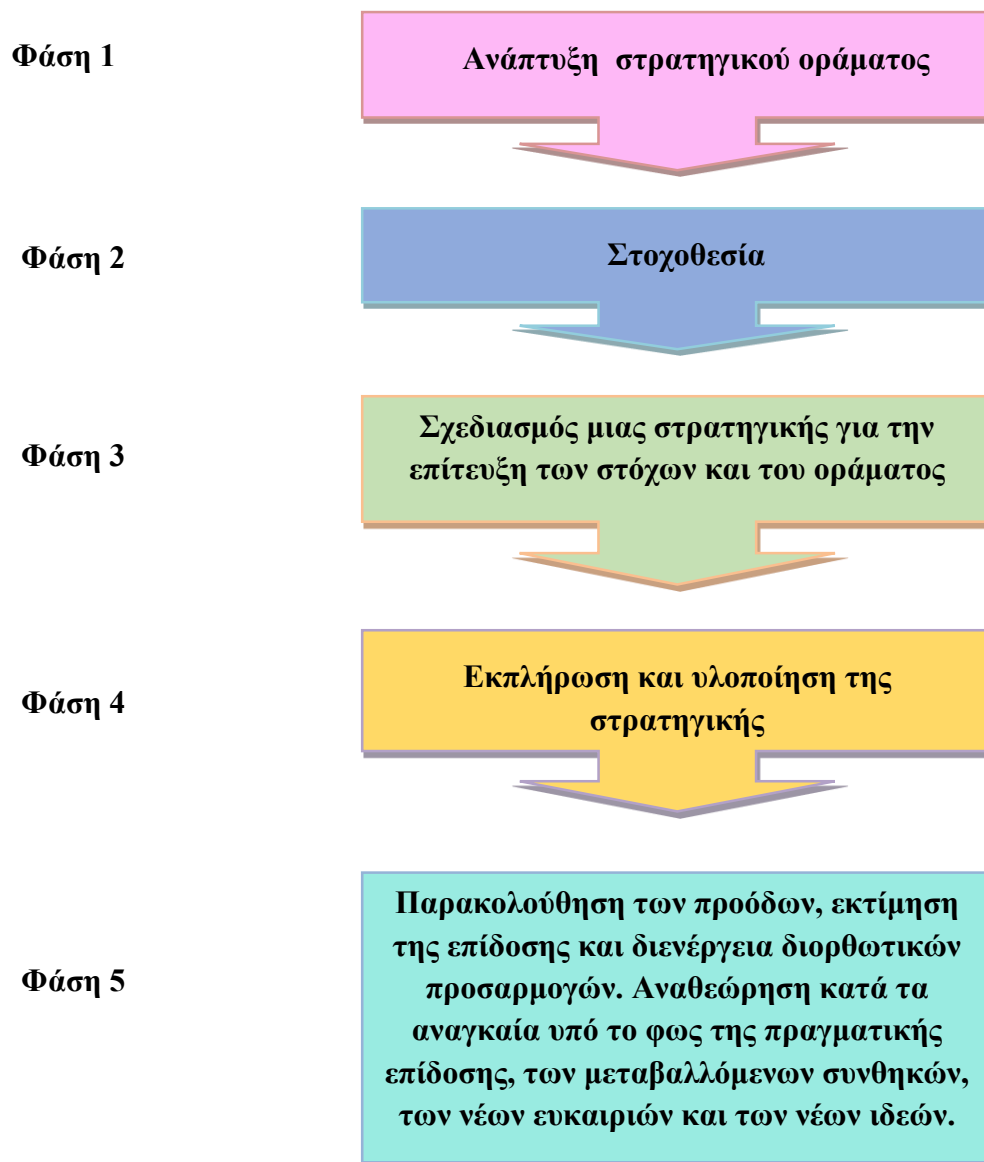 Φάση 1
Ανάπτυξη στρατηγικού οράματος
Φάση 2
Στοχοθεσία
Φάση 3
Σχεδιασμός μιας στρατηγικής για την
επίτευξη των στόχων και του οράματος
Φάση 4
Εκπλήρωση και υλοποίηση της
στρατηγικής
Φάση 5
Παρακολούθηση των προόδων, εκτίμηση
της επίδοσης και διενέργεια διορθωτικών
προσαρμογών. Αναθεώρηση κατά τα
αναγκαία υπό το φως της πραγματικής
επίδοσης, των μεταβαλλόμενων συνθηκών,
των νέων ευκαιριών και των νέων ιδεών.